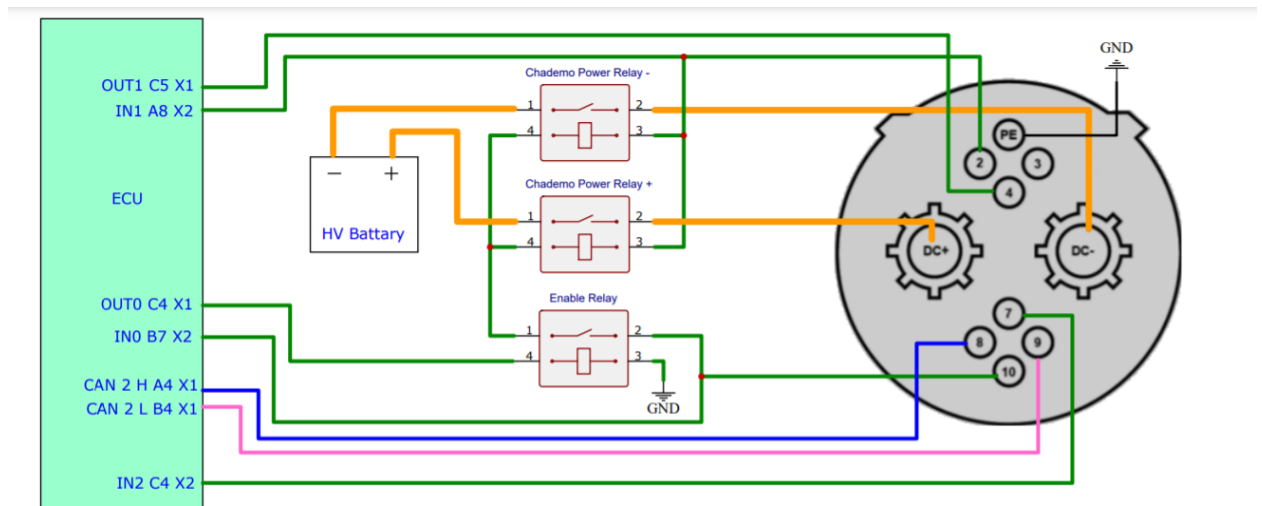 OUT1 C5 X1
IN1 A8 X2
ECU
OUT0 C4 X1
IN0 B7 X2
CAN 2 H A4 X1
CAN 2 L B4 X1
IN2 C4 X2
HV Battary
− +
Chademo Power Relay -
1 2
4 3
Chademo Power Relay +
1 2
4 3
Enable Relay
1 2
4 3
GND
GND
PE
2 3
4
DC+ DC-
7
8 9
10